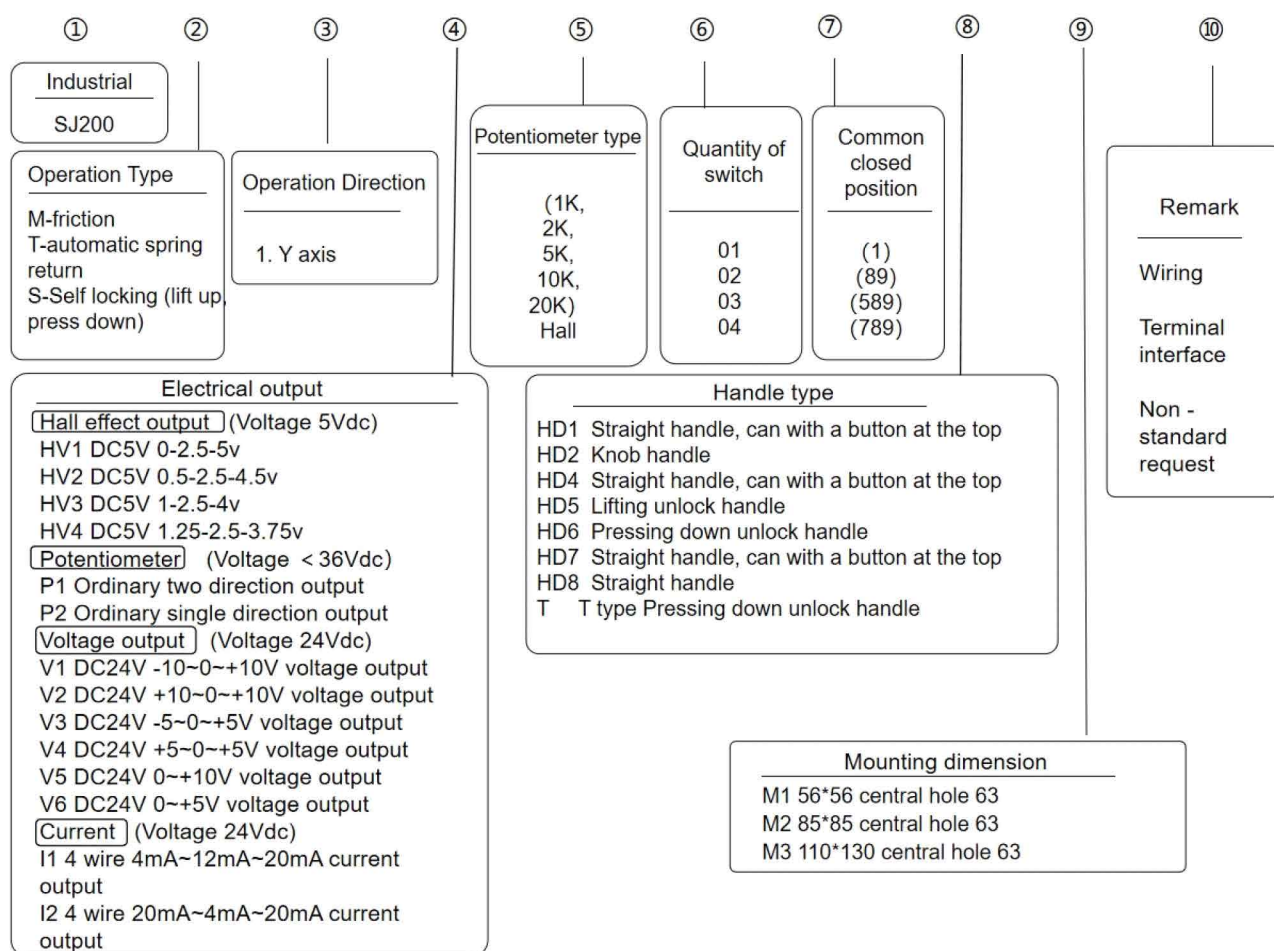 ① ② ③ ④ ⑤ ⑥ ⑦ ⑧ ⑨ ⑩
Industrial
SJ200
Operation Type
M-friction
T-automatic spring
return
S-Self locking (lift up,
press down)
Operation Direction
1. Y axis
Potentiometer type
(1K,
2K,
5K,
10K,
20K)
Hall
Quantity of
switch
01
02
03
04
Common
closed
position
(1)
(89)
(589)
(789)
Remark
Wiring
Terminal
interface
Non -
standard
request
Electrical output
Hall effect output (Voltage 5Vdc)
HV1 DC5V 0-2.5-5v
HV2 DC5V 0.5-2.5-4.5v
HV3 DC5V 1-2.5-4v
HV4 DC5V 1.25-2.5-3.75v
Potentiometer (Voltage < 36Vdc)
P1 Ordinary two direction output
P2 Ordinary single direction output
Voltage output (Voltage 24Vdc)
V1 DC24V -10~0~+10V voltage output
V2 DC24V +10~0~+10V voltage output
V3 DC24V -5~0~+5V voltage output
V4 DC24V +5~0~+5V voltage output
V5 DC24V 0~+10V voltage output
V6 DC24V 0~+5V voltage output
Current (Voltage 24Vdc)
I1 4 wire 4mA~12mA~20mA current
output
I2 4 wire 20mA~4mA~20mA current
output
Handle type
HD1 Straight handle, can with a button at the top
HD2 Knob handle
HD4 Straight handle, can with a button at the top
HD5 Lifting unlock handle
HD6 Pressing down unlock handle
HD7 Straight handle, can with a button at the top
HD8 Straight handle
T T type Pressing down unlock handle
Mounting dimension
M1 56*56 central hole 63
M2 85*85 central hole 63
M3 110*130 central hole 63